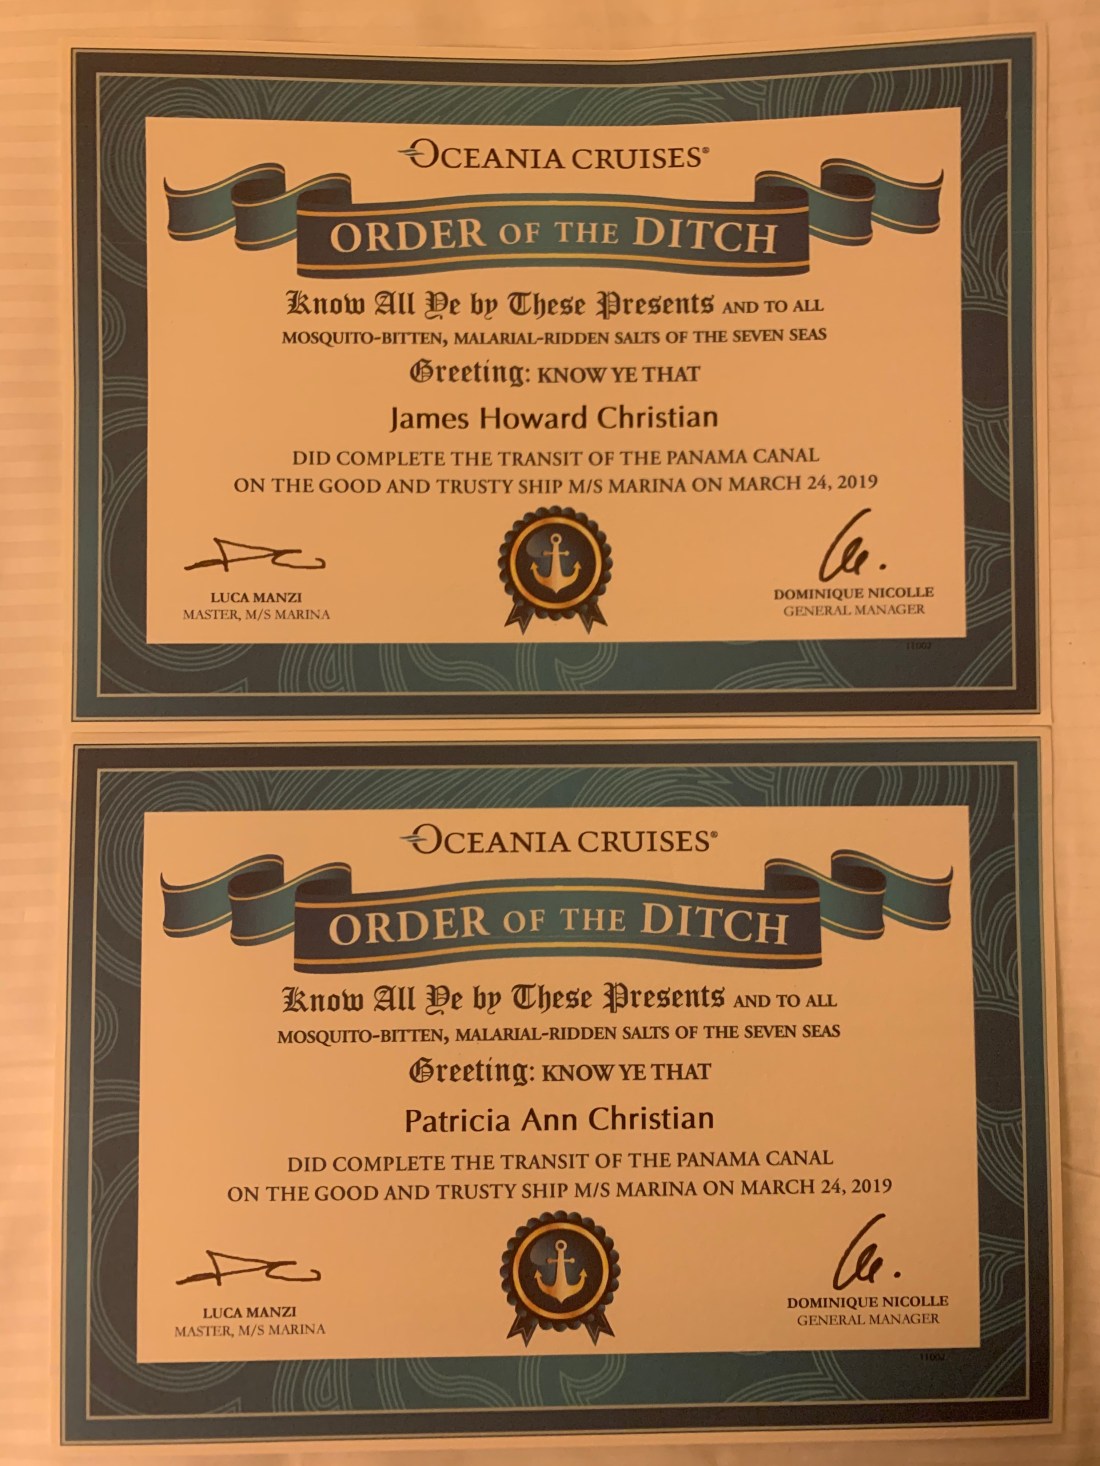 OCEANIA CRUISES®
ORDER OF THE DITCH
Know All Ye by These Presents AND TO ALL
MOSQUITO-BITTEN, MALARIAL-RIDDEN SALTS OF THE SEVEN SEAS
Greeting: KNOW YE THAT
James Howard Christian
DID COMPLETE THE TRANSIT OF THE PANAMA CANAL
ON THE GOOD AND TRUSTY SHIP M/S MARINA ON MARCH 24, 2019
LUCA MANZI
MASTER, M/S MARINA
DOMINIQUE NICOLLE
GENERAL MANAGER
OCEANIA CRUISES®
ORDER OF THE DITCH
Know All Ye by These Presents AND TO ALL
MOSQUITO-BITTEN, MALARIAL-RIDDEN SALTS OF THE SEVEN SEAS
Greeting: KNOW YE THAT
Patricia Ann Christian
DID COMPLETE THE TRANSIT OF THE PANAMA CANAL
ON THE GOOD AND TRUSTY SHIP M/S MARINA ON MARCH 24, 2019
LUCA MANZI
MASTER, M/S MARINA
DOMINIQUE NICOLLE
GENERAL MANAGER